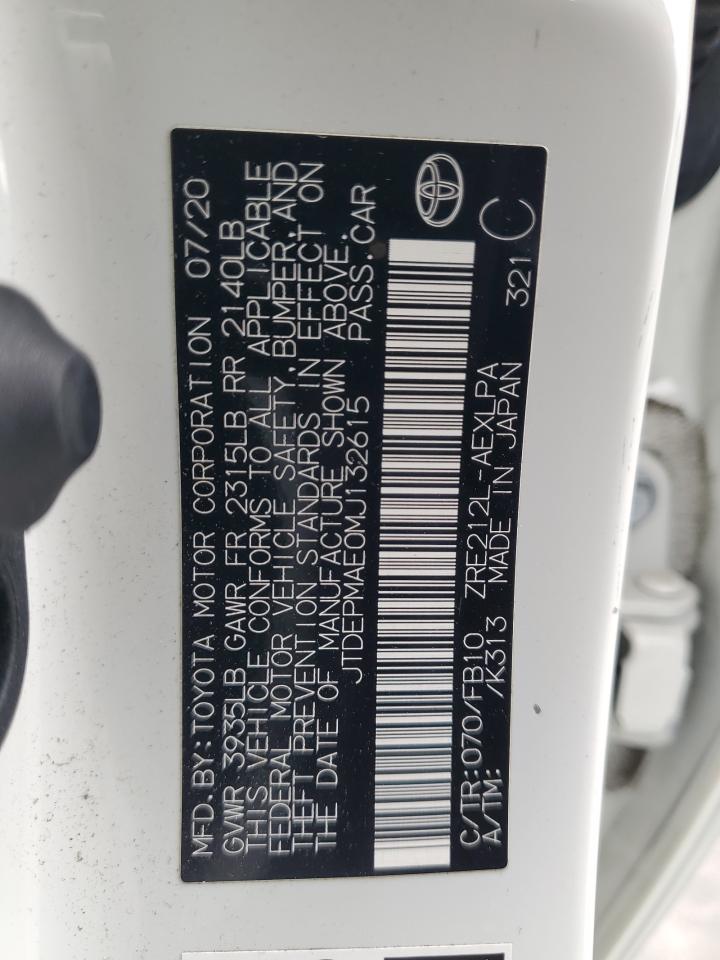 MFD.BY:TOYOTA MOTOR CORPORATION 07/20
GVWR 3935LB GAWR FR 2315LB RR 2140LB
THIS VEHICLE CONFORMS TO ALL APPLICABLE
FEDERAL MOTOR VEHICLE SAFETY, BUMPER, AND
THEFT PREVENTION STANDARDS IN EFFECT ON
THE DATE OF MANUFACTURE SHOWN ABOVE.
JTDEPMAE0MJ132615 PASS.CAR
C/TR:070/FB10 ZRE212L-AEXLPA
A/TM: /K313 MADE IN JAPAN 321 C